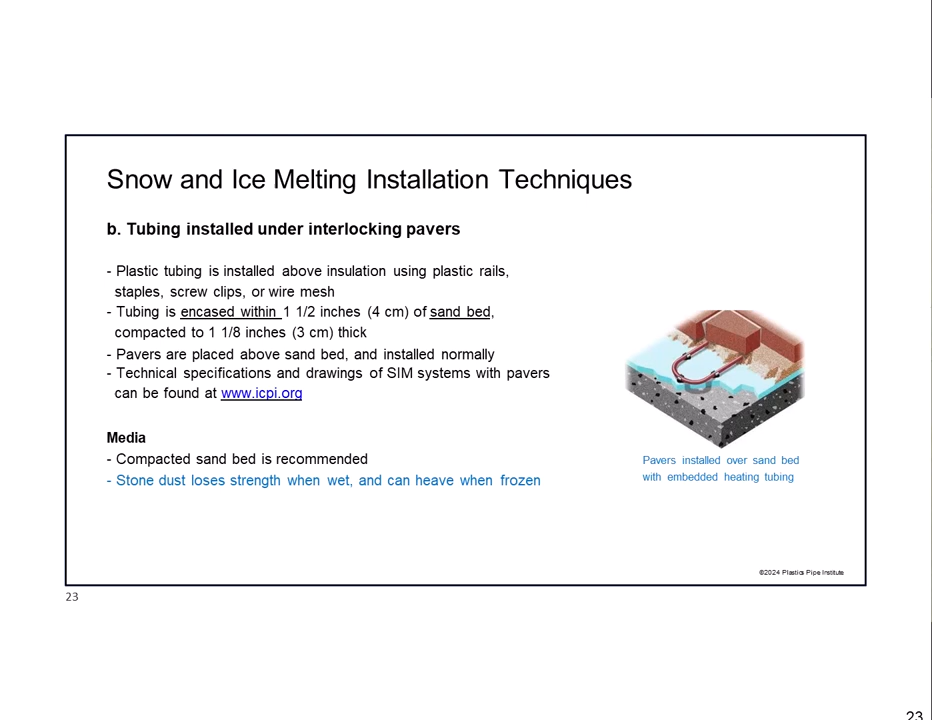 Snow and Ice Melting Installation Techniques
b. Tubing installed under interlocking pavers
- Plastic tubing is installed above insulation using plastic rails,
staples, screw clips, or wire mesh
- Tubing is encased within 1 1/2 inches (4 cm) of sand bed,
compacted to 1 1/8 inches (3 cm) thick
- Pavers are placed above sand bed, and installed normally
- Technical specifications and drawings of SIM systems with pavers
can be found at www.icpi.org
Media
- Compacted sand bed is recommended
- Stone dust loses strength when wet, and can heave when frozen
Pavers installed over sand bed
with embedded heating tubing
©2024 Plastics Pipe Institute
23
23